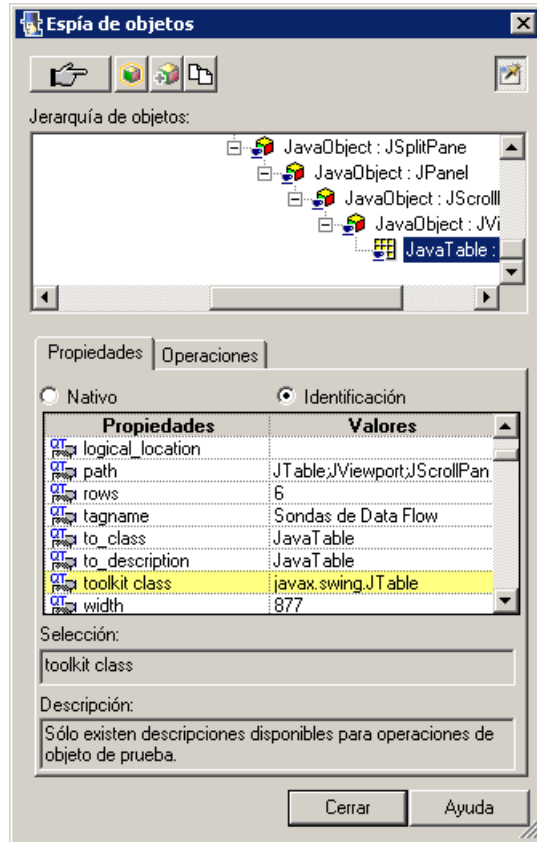 Espía de objetos
Jerarquía de objetos:
JavaObject : JSplitPane
JavaObject : JPanel
JavaObject : JScroll
JavaObject : JVi
JavaTable :
Propiedades Operaciones
Nativo Identificación
Propiedades Valores
logical_location
path JTable;JViewport;JScrollPan
rows 6
tagname Sondas de Data Flow
to_class JavaTable
to_description JavaTable
toolkit class javax.swing.JTable
width 877
Selección:
toolkit class
Descripción:
Sólo existen descripciones disponibles para operaciones de
objeto de prueba.
Cerrar Ayuda